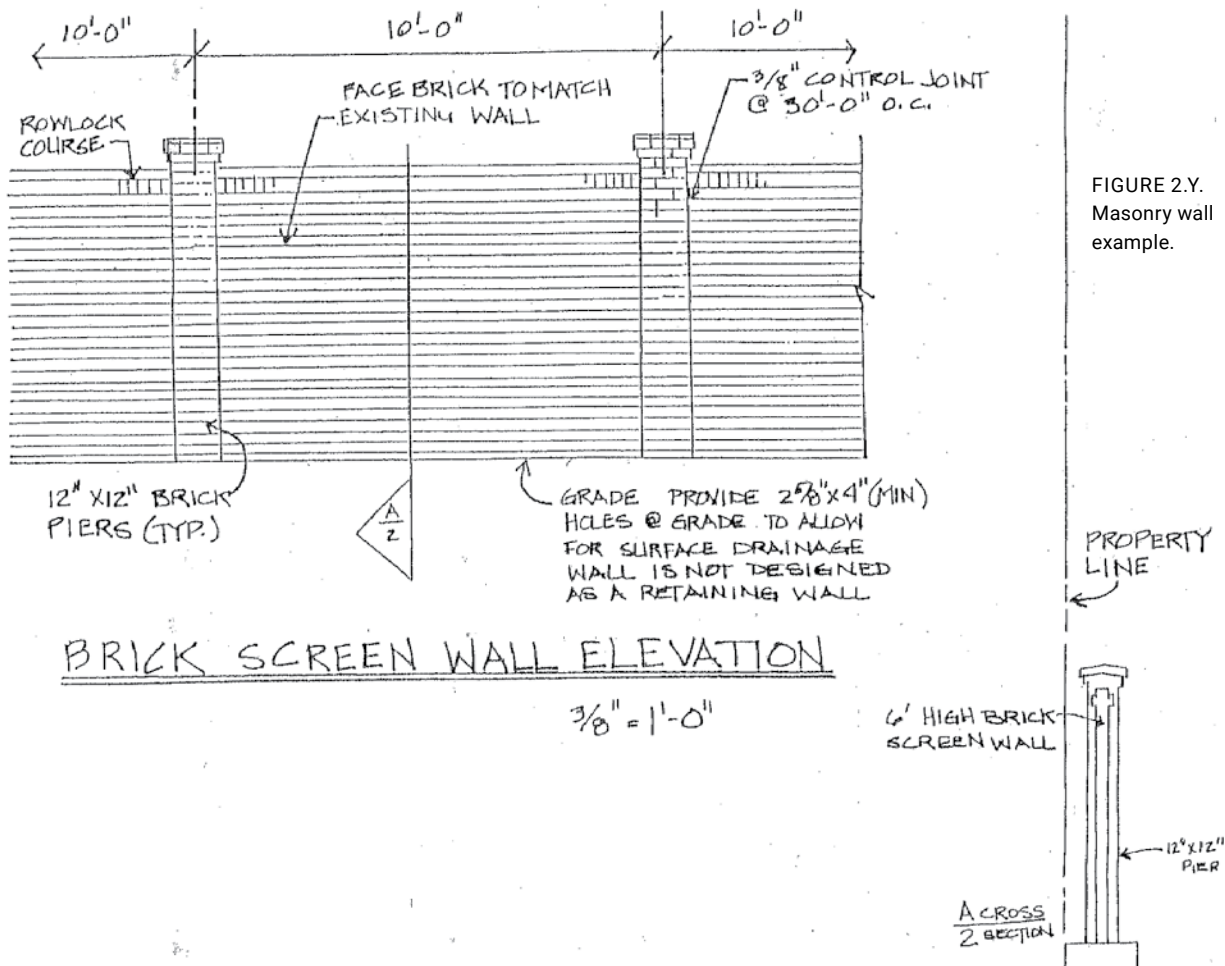 10'-0"
10'-0"
10'-0"
3/8" CONTROL JOINT
@ 30'-0" O.C.
FACE BRICK TO MATCH
EXISTING WALL
ROWLOCK
COURSE
FIGURE 2.Y.
Masonry wall
example.
12" X12" BRICK
PIERS (TYP.)
A
2
GRADE PROVIDE 2⅝"x4"(MIN)
HOLES @ GRADE TO ALLOW
FOR SURFACE DRAINAGE
WALL IS NOT DESIGNED
AS A RETAINING WALL
PROPERTY
LINE
BRICK SCREEN WALL ELEVATION
3/8" = 1'-0"
6' HIGH BRICK
SCREEN WALL
12"X12"
PIER
A CROSS
2 SECTION